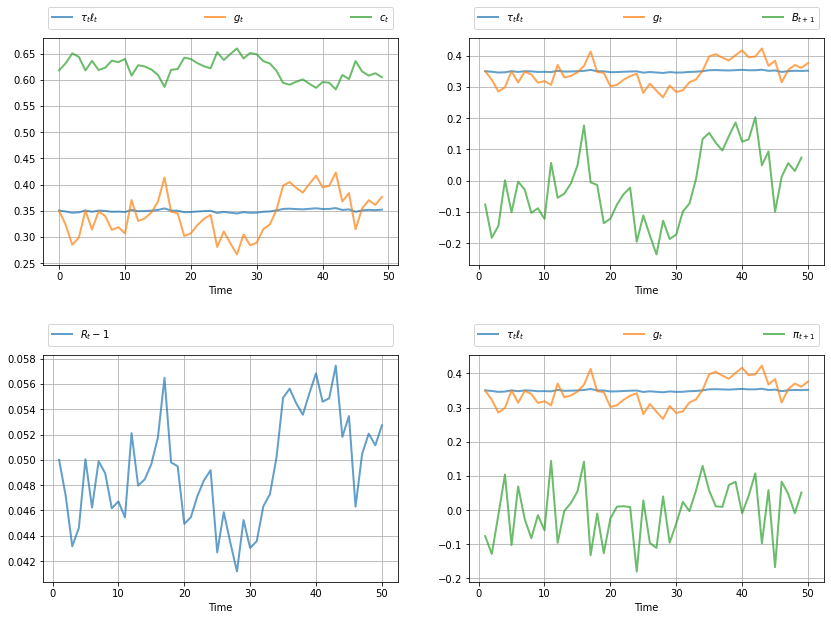 τₜℓₜ gₜ cₜ
0.65
0.60
0.55
0.50
0.45
0.40
0.35
0.30
0.25
0 10 20 30 40 50
Time
τₜℓₜ gₜ Bₜ₊₁
0.4
0.3
0.2
0.1
0.0
−0.1
−0.2
0 10 20 30 40 50
Time
Rₜ − 1
0.058
0.056
0.054
0.052
0.050
0.048
0.046
0.044
0.042
0 10 20 30 40 50
Time
τₜℓₜ gₜ πₜ₊₁
0.4
0.3
0.2
0.1
0.0
−0.1
−0.2
0 10 20 30 40 50
Time